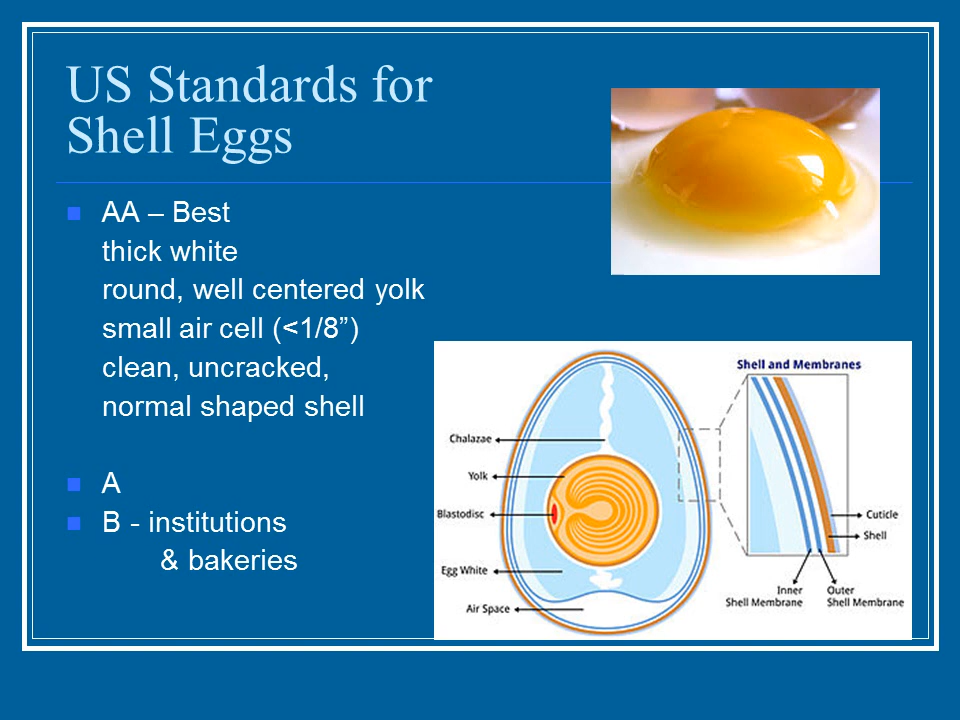 US Standards for
Shell Eggs
AA – Best
thick white
round, well centered yolk
small air cell (<1/8”)
clean, uncracked,
normal shaped shell
A
B - institutions
& bakeries
Shell and Membranes
Chalazae
Yolk
Blastodisc
Egg White
Air Space
Cuticle
Shell
Inner
Shell Membrane
Outer
Shell Membrane